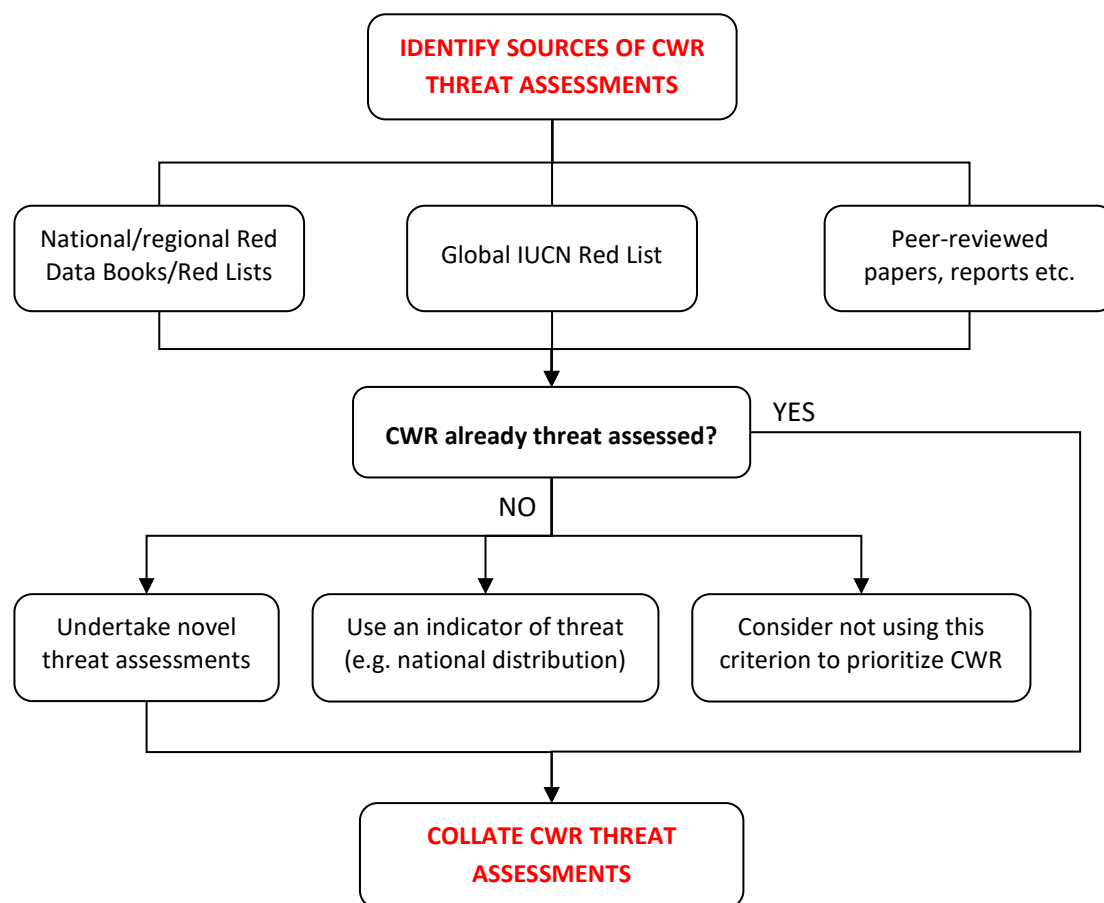 IDENTIFY SOURCES OF CWR
THREAT ASSESSMENTS
National/regional Red
Data Books/Red Lists
Global IUCN Red List
Peer-reviewed
papers, reports etc.
CWR already threat assessed?
YES
NO
Undertake novel
threat assessments
Use an indicator of threat
(e.g. national distribution)
Consider not using this
criterion to prioritize CWR
COLLATE CWR THREAT
ASSESSMENTS